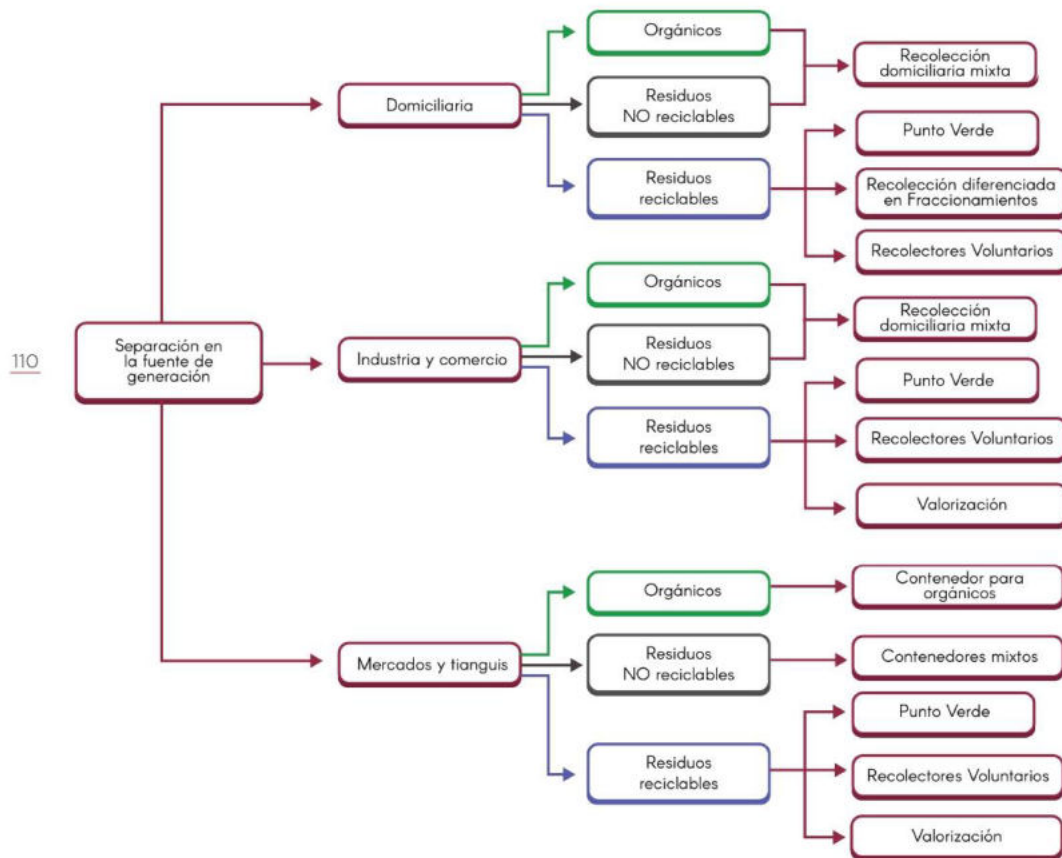 Orgánicos
Recolección
domiciliaria mixta
Domiciliaria
Residuos
NO reciclables
Punto Verde
Residuos
reciclables
Recolección diferenciada
en Fraccionamientos
Recolectores Voluntarios
Orgánicos
Recolección
domiciliaria mixta
110
Separación en
la fuente de
generación
Industria y comercio
Residuos
NO reciclables
Punto Verde
Residuos
reciclables
Recolectores Voluntarios
Valorización
Orgánicos
Contenedor para
orgánicos
Mercados y tianguis
Residuos
NO reciclables
Contenedores mixtos
Punto Verde
Residuos
reciclables
Recolectores Voluntarios
Valorización